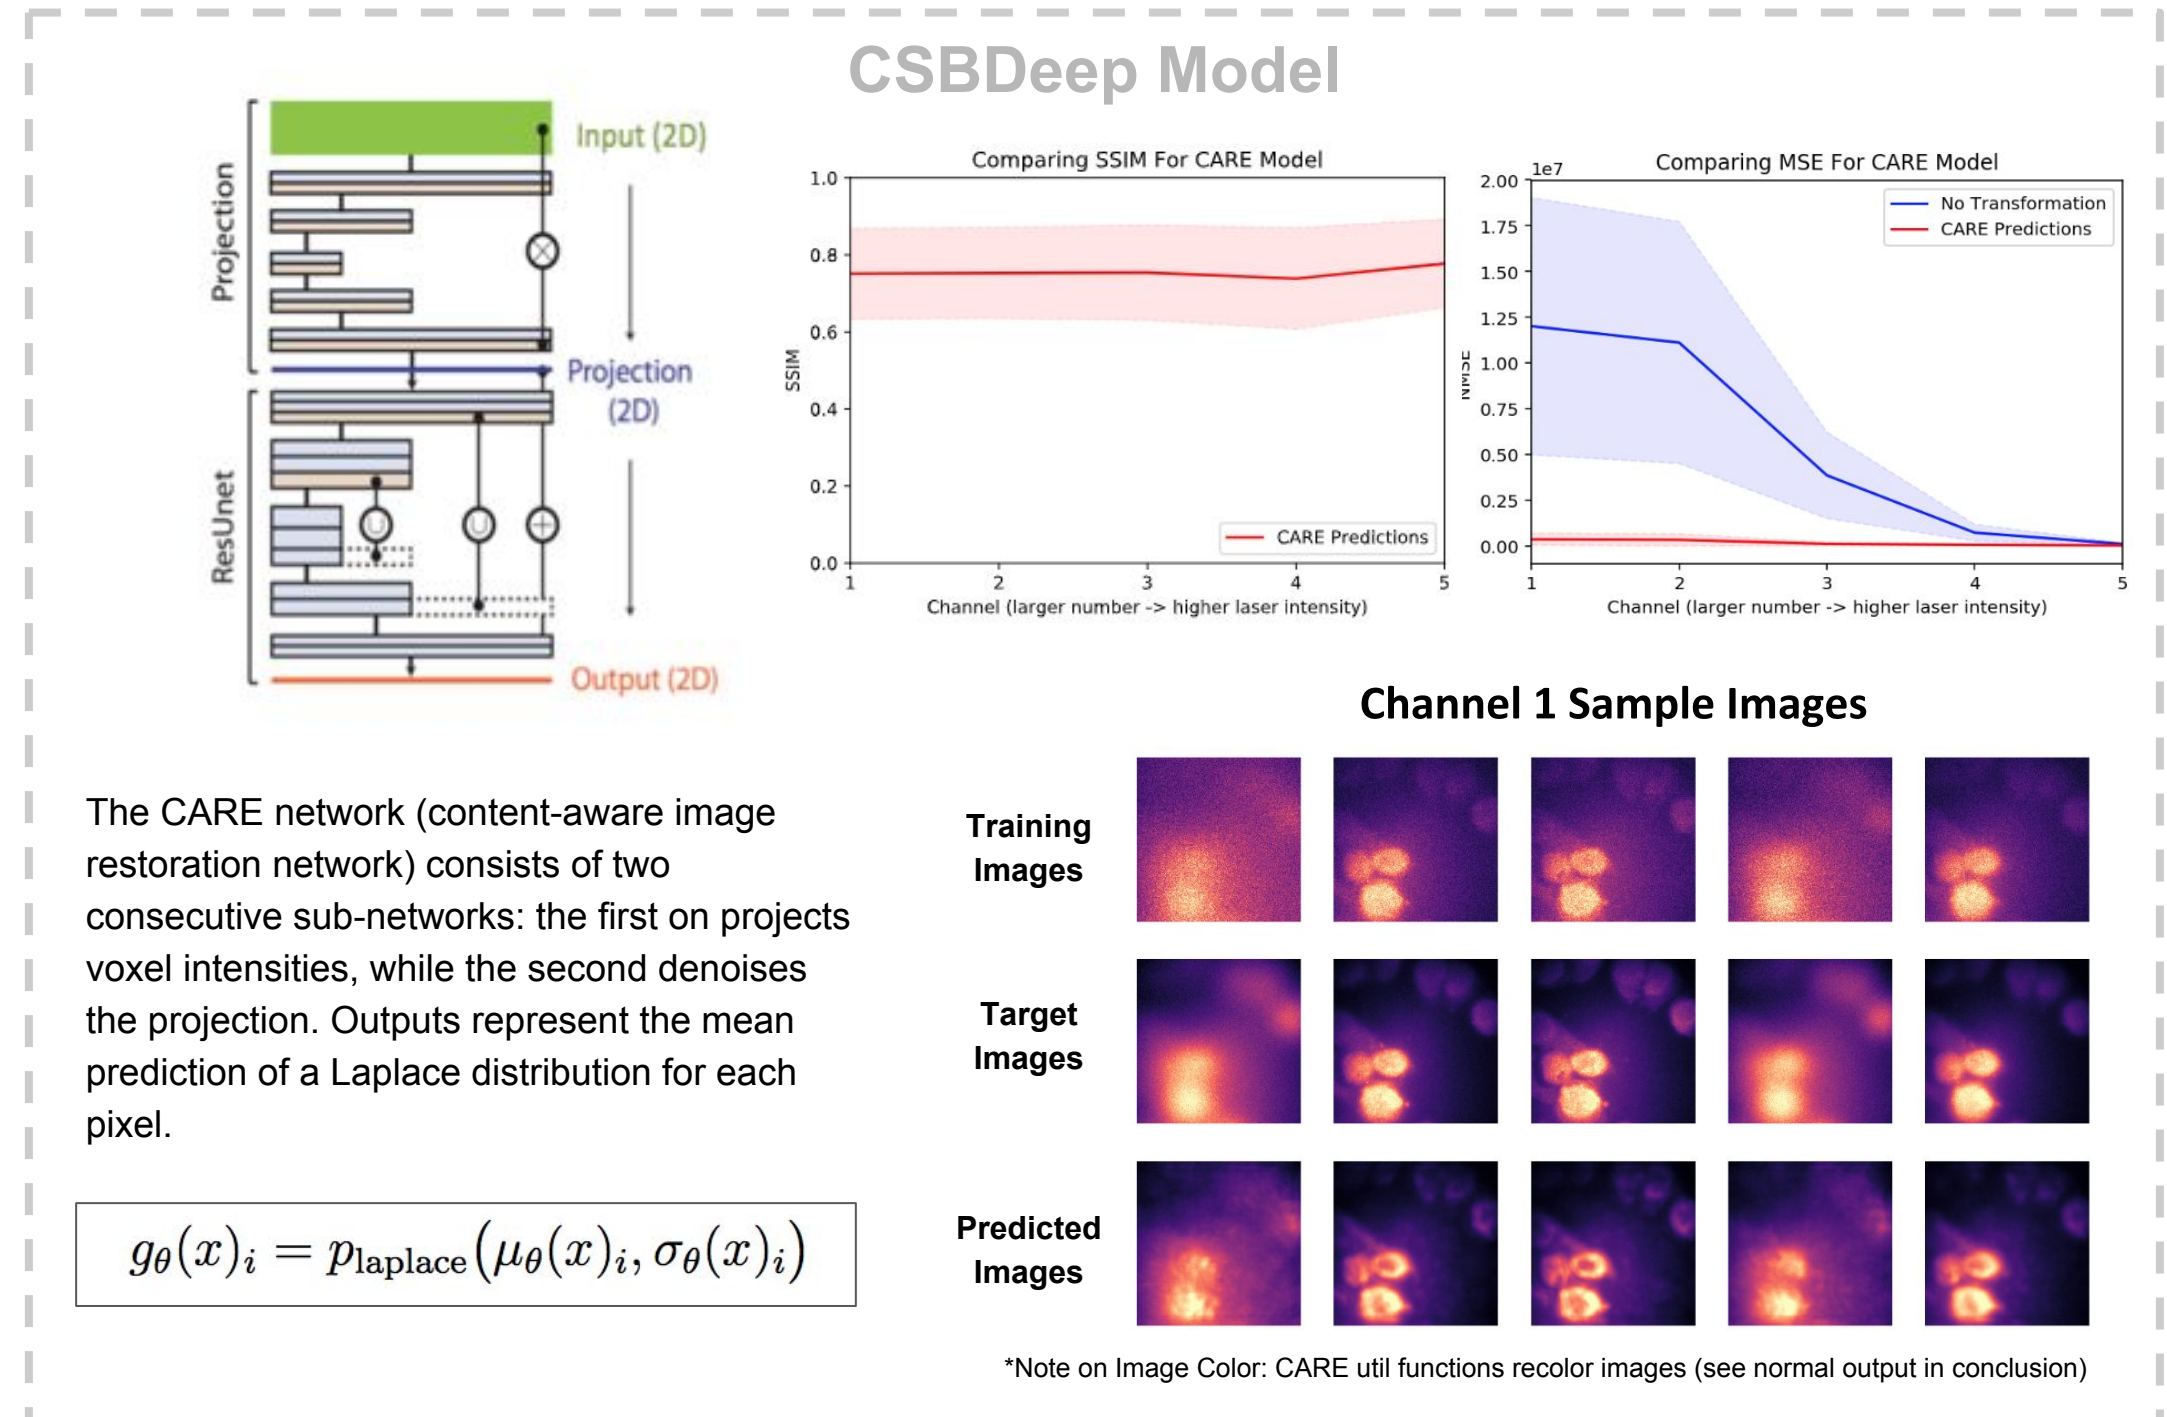 CSBDeep Model
Projection
ResUnet
Input (2D)
Projection
(2D)
Output (2D)
Comparing SSIM For CARE Model
1.0
0.8
0.6
0.4
0.2
0.0
SSIM
CARE Predictions
1 2 3 4 5
Channel (larger number -> higher laser intensity)
Comparing MSE For CARE Model
1e7
2.00
1.75
1.50
1.25
1.00
0.75
0.50
0.25
0.00
NMSE
No Transformation
CARE Predictions
1 2 3 4 5
Channel (larger number -> higher laser intensity)
The CARE network (content-aware image
restoration network) consists of two
consecutive sub-networks: the first on projects
voxel intensities, while the second denoises
the projection. Outputs represent the mean
prediction of a Laplace distribution for each
pixel.
g_θ(x)_i = p_laplace(μ_θ(x)_i, σ_θ(x)_i)
Channel 1 Sample Images
Training
Images
Target
Images
Predicted
Images
*Note on Image Color: CARE util functions recolor images (see normal output in conclusion)